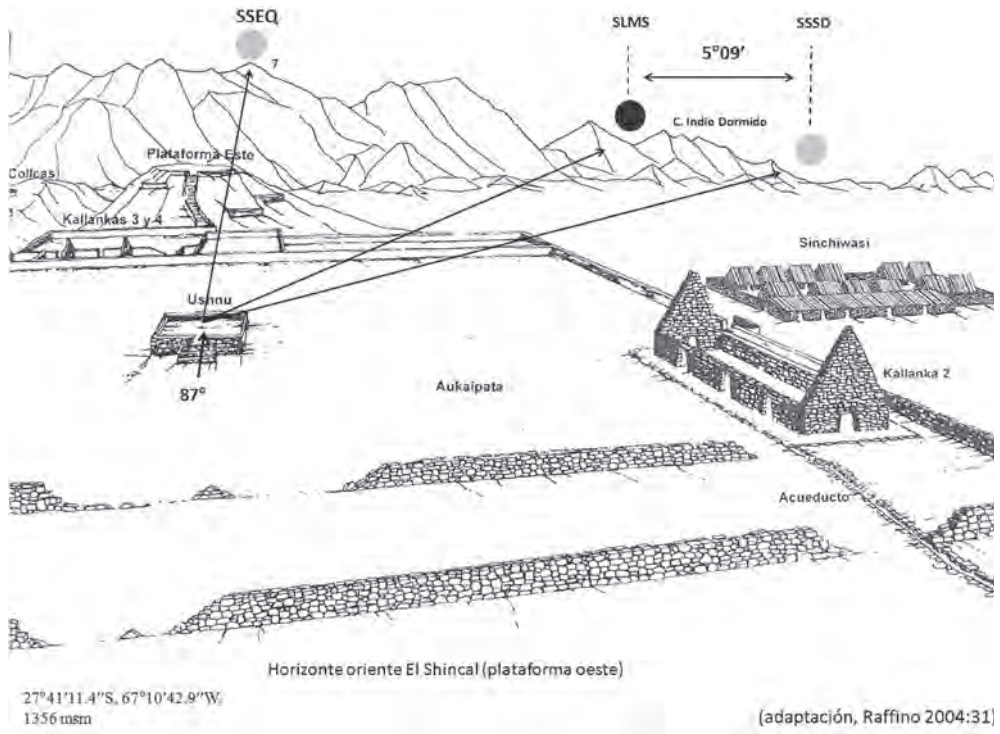 SSEQ
SLMS
SSSD
5°09′
7
C. Indio Dormido
Plataforma Este
Collcas
Kallankas 3 y 4
Sinchiwasi
Ushnu
Kallanka 2
87°
Aukaipata
Acueducto
Horizonte oriente El Shincal (plataforma oeste)
27°41′11.4″S, 67°10′42.9″W,
1356 msm
(adaptación, Raffino 2004:31)